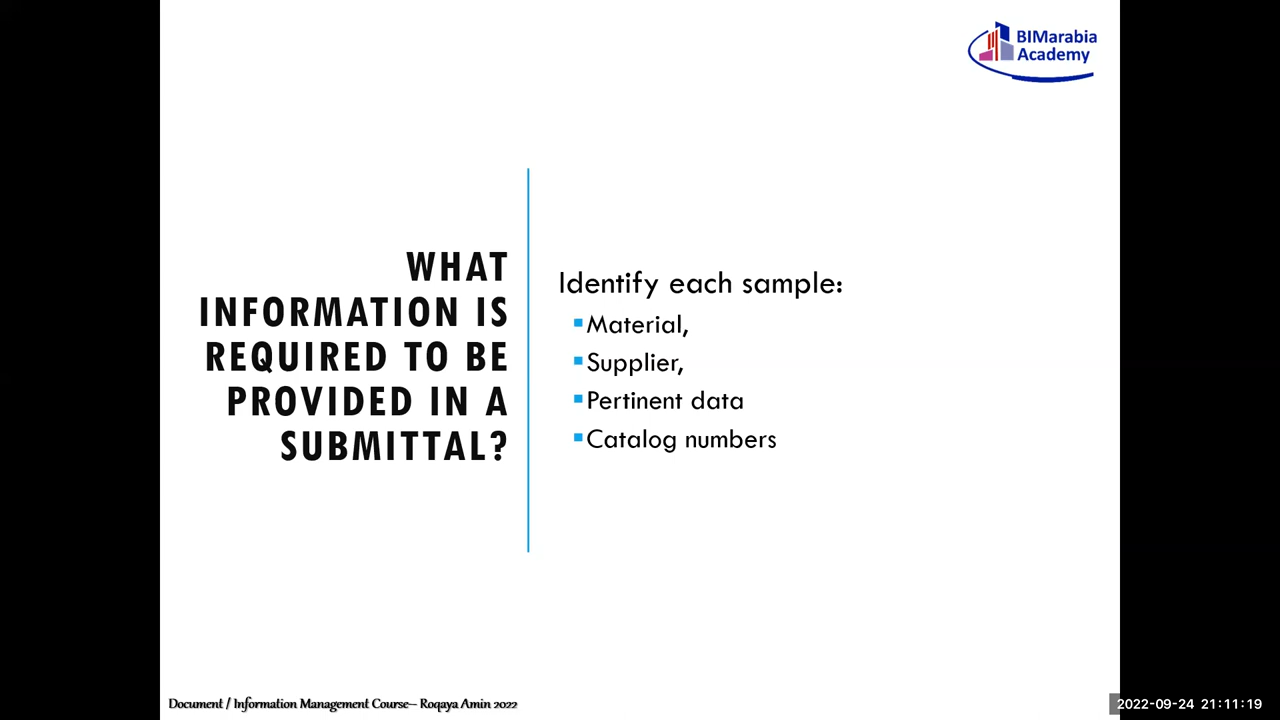 BIMarabia
Academy
WHAT
INFORMATION IS
REQUIRED TO BE
PROVIDED IN A
SUBMITTAL?
Identify each sample:
▪Material,
▪Supplier,
▪Pertinent data
▪Catalog numbers
Document / Information Management Course– Roqaya Amin 2022
2022-09-24 21:11:19